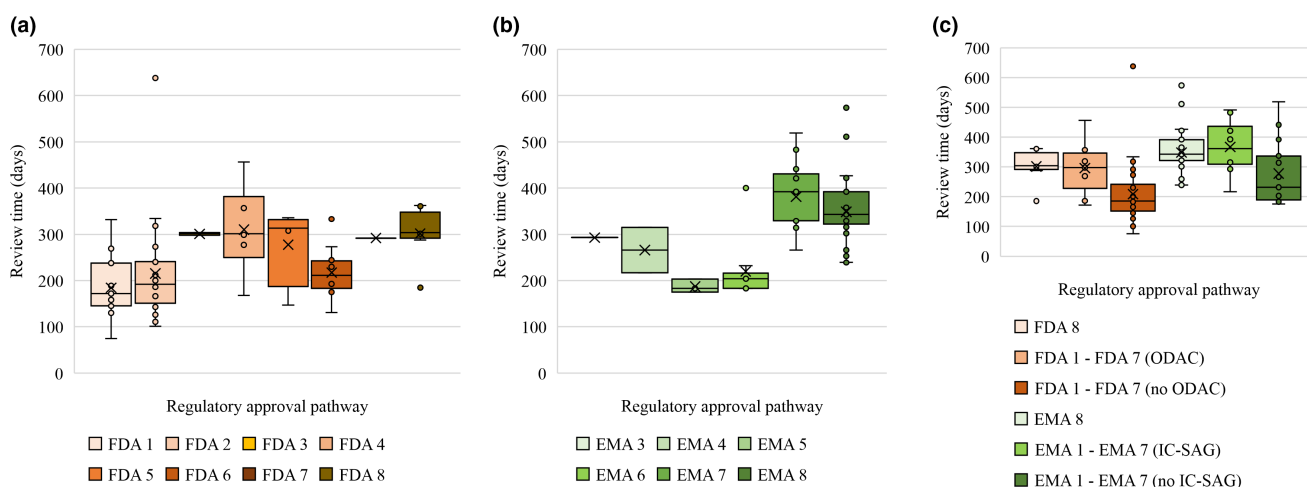 (a)
700
600
500
400
300
200
100
0
Review time (days)
Regulatory approval pathway
FDA 1 FDA 2 FDA 3 FDA 4
FDA 5 FDA 6 FDA 7 FDA 8
(b)
700
600
500
400
300
200
100
0
Review time (days)
Regulatory approval pathway
EMA 3 EMA 4 EMA 5
EMA 6 EMA 7 EMA 8
(c)
700
600
500
400
300
200
100
0
Review time (days)
Regulatory approval pathway
FDA 8
FDA 1 - FDA 7 (ODAC)
FDA 1 - FDA 7 (no ODAC)
EMA 8
EMA 1 - EMA 7 (IC-SAG)
EMA 1 - EMA 7 (no IC-SAG)